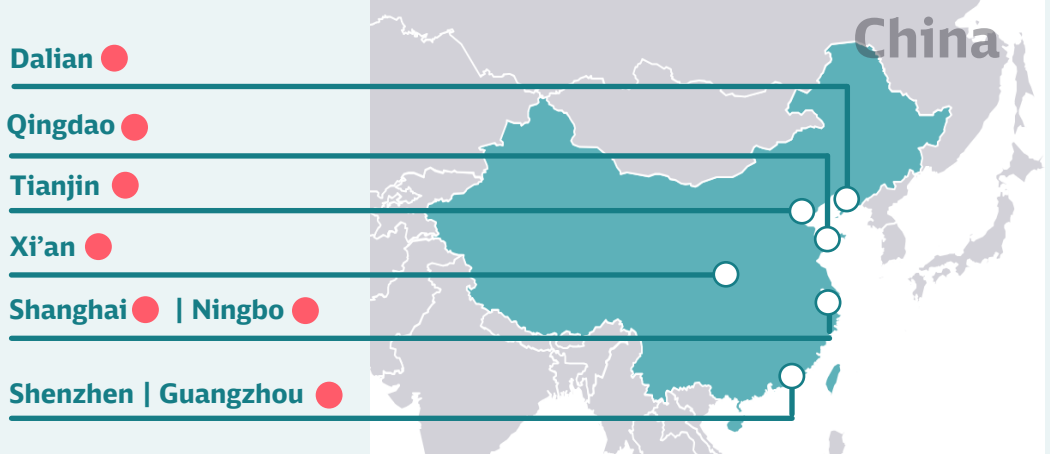 China
Dalian
Qingdao
Tianjin
Xi’an
Shanghai | Ningbo
Shenzhen | Guangzhou